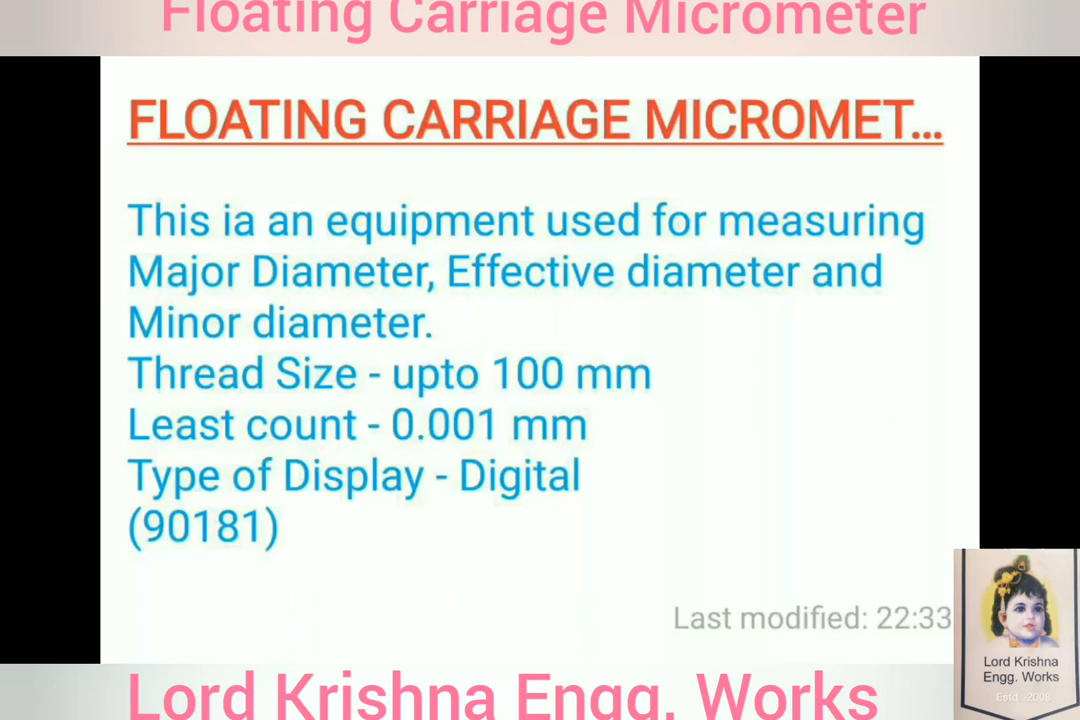 Floating Carriage Micrometer
FLOATING CARRIAGE MICROMET...
This ia an equipment used for measuring
Major Diameter, Effective diameter and
Minor diameter.
Thread Size - upto 100 mm
Least count - 0.001 mm
Type of Display - Digital
(90181)
Last modified: 22:33
Lord Krishna
Engg. Works
Estd. -2008
Lord Krishna Engg. Works